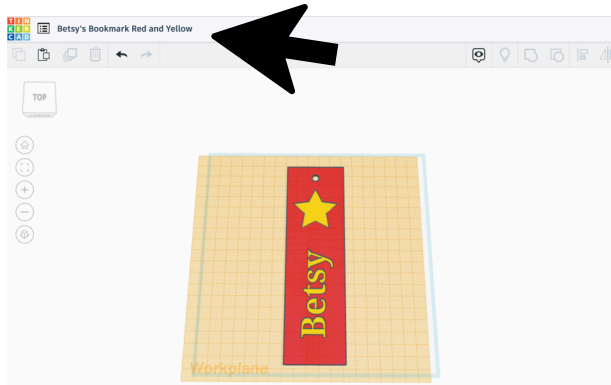 TIN
KER
CAD
Betsy's Bookmark Red and Yellow
TOP
Betsy
Workplane